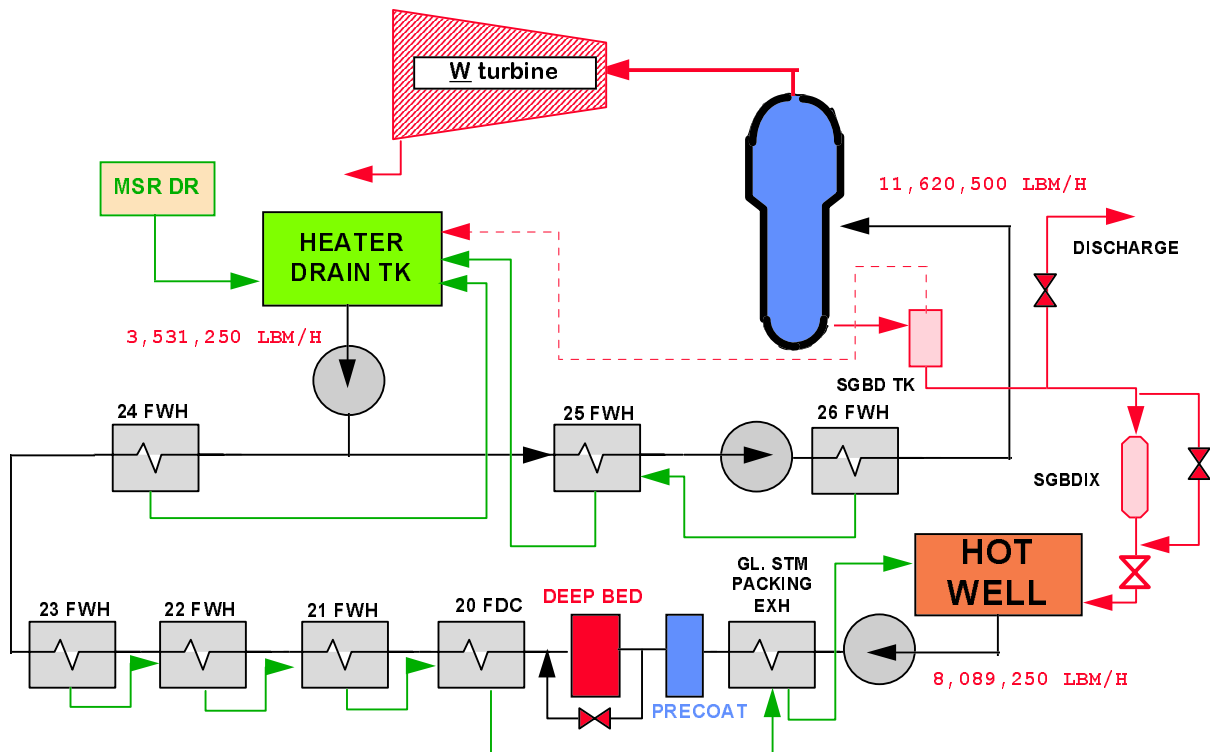 W turbine
MSR DR
11,620,500 LBM/H
HEATER
DRAIN TK
DISCHARGE
3,531,250 LBM/H
SGBD TK
24 FWH
25 FWH
26 FWH
SGBDIX
HOT
WELL
GL. STM
PACKING
EXH
DEEP BED
23 FWH
22 FWH
21 FWH
20 FDC
8,089,250 LBM/H
PRECOAT